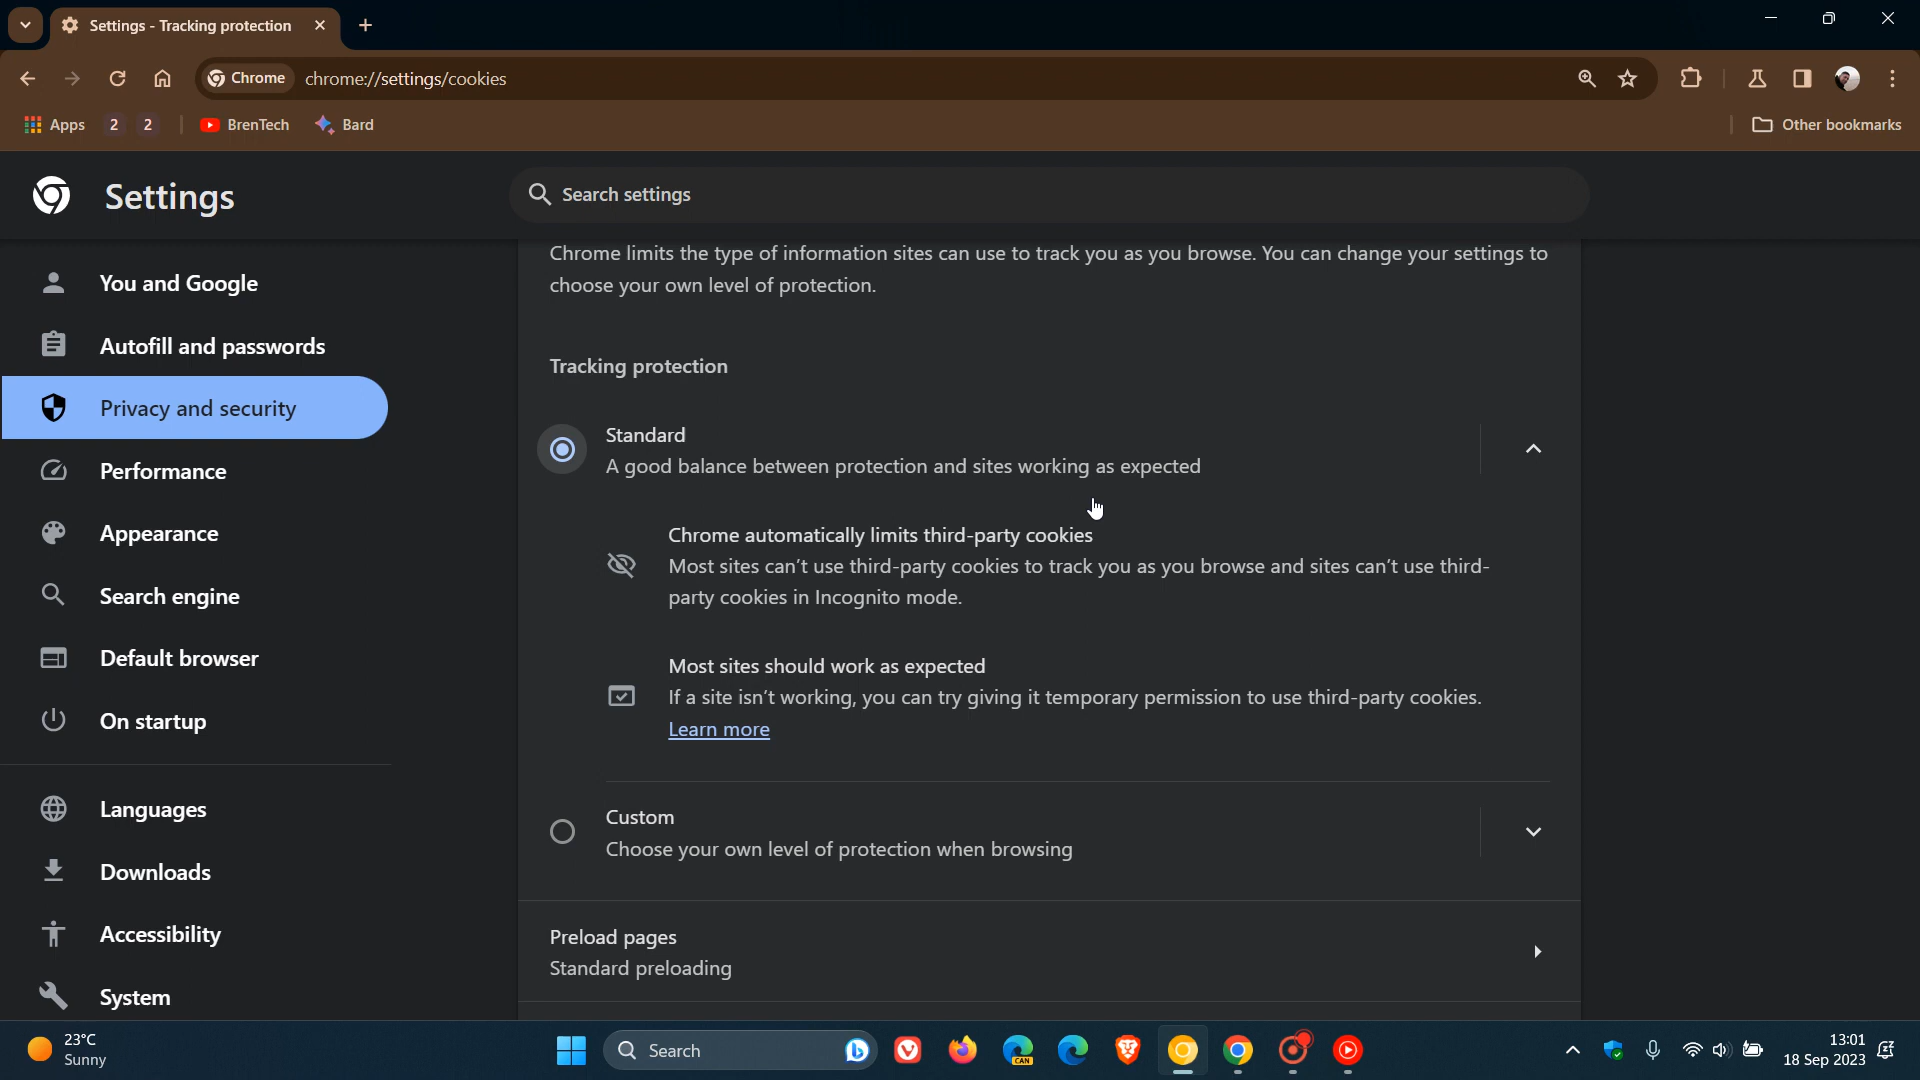 Settings - Tracking protection
Chrome
chrome://settings/cookies
Apps
2
2
BrenTech
Bard
Other bookmarks
Settings
Search settings
You and Google
Autofill and passwords
Privacy and security
Performance
Appearance
Search engine
Default browser
On startup
Languages
Downloads
Accessibility
System
Chrome limits the type of information sites can use to track you as you browse. You can change your settings to
choose your own level of protection.
Tracking protection
Standard
A good balance between protection and sites working as expected
Chrome automatically limits third-party cookies
Most sites can't use third-party cookies to track you as you browse and sites can't use third-
party cookies in Incognito mode.
Most sites should work as expected
If a site isn't working, you can try giving it temporary permission to use third-party cookies.
Learn more
Custom
Choose your own level of protection when browsing
Preload pages
Standard preloading
23°C
Sunny
Search
CAN
13:01
18 Sep 2023